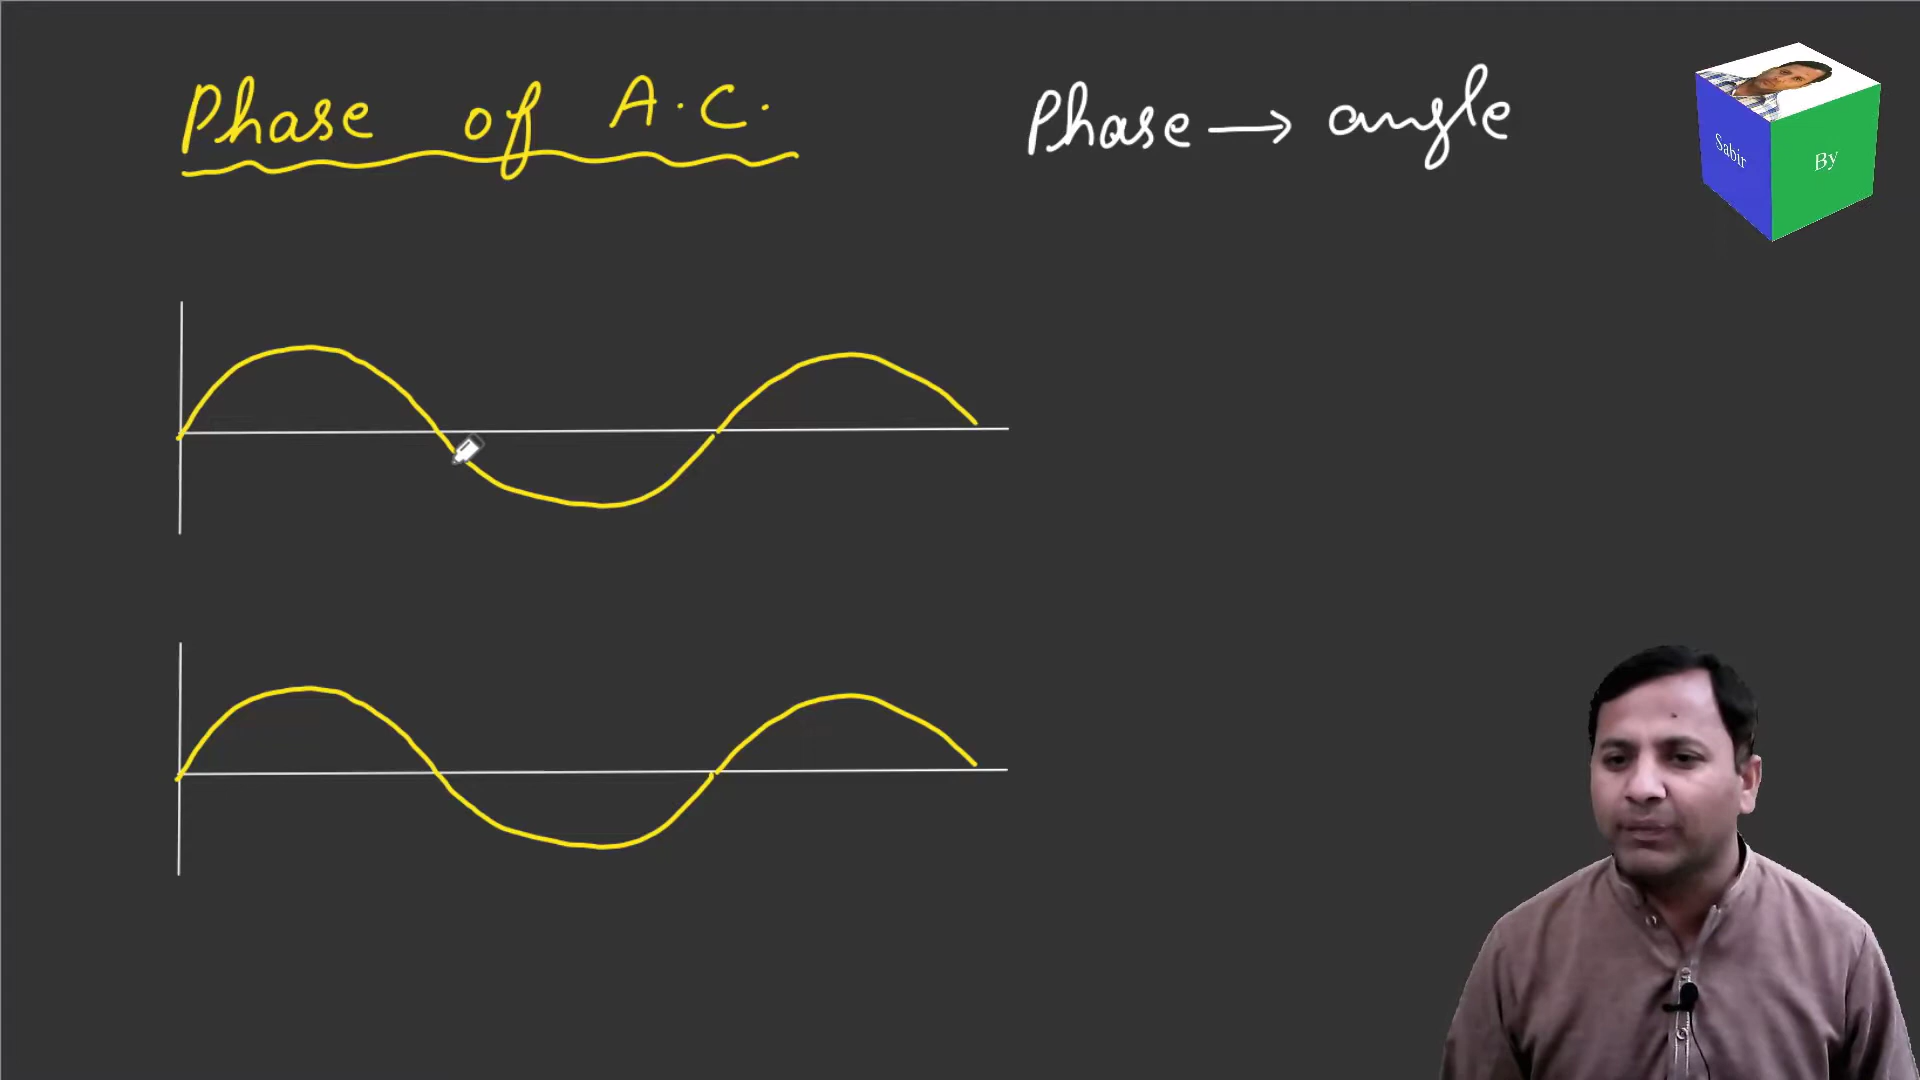 Phase of A.C.
Phase → angle
Sabir
By